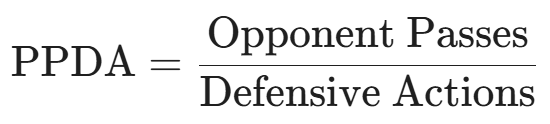 PPDA = Opponent Passes
Defensive Actions